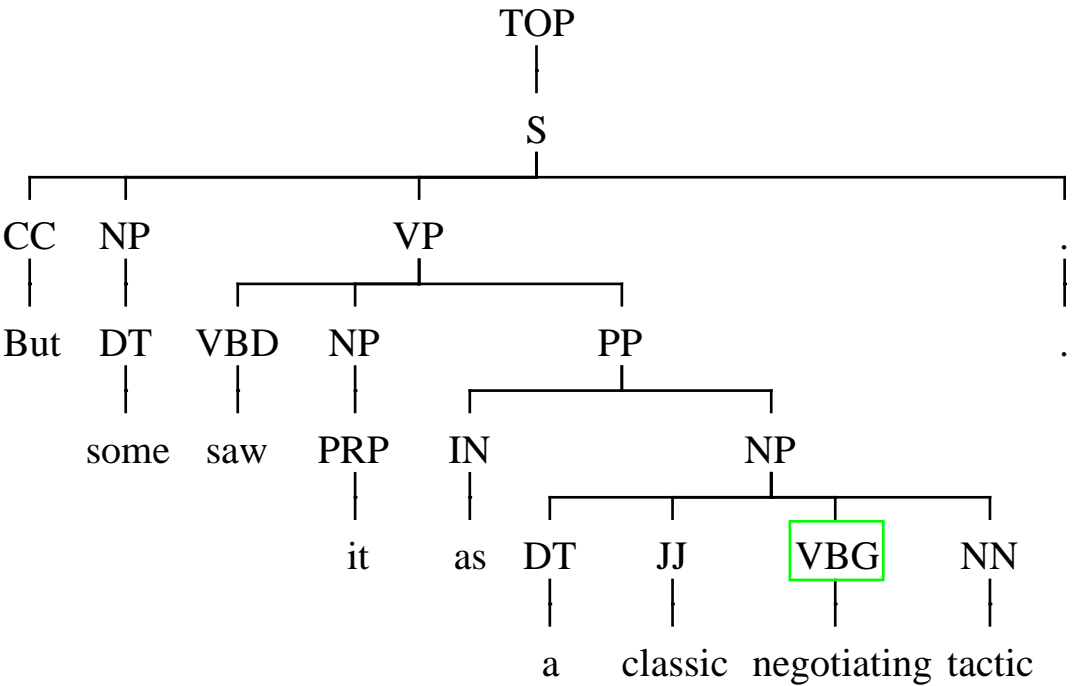 TOP
S
CC NP VP .
But DT VBD NP PP .
some saw PRP IN NP
it as DT JJ VBG NN
a classic negotiating tactic